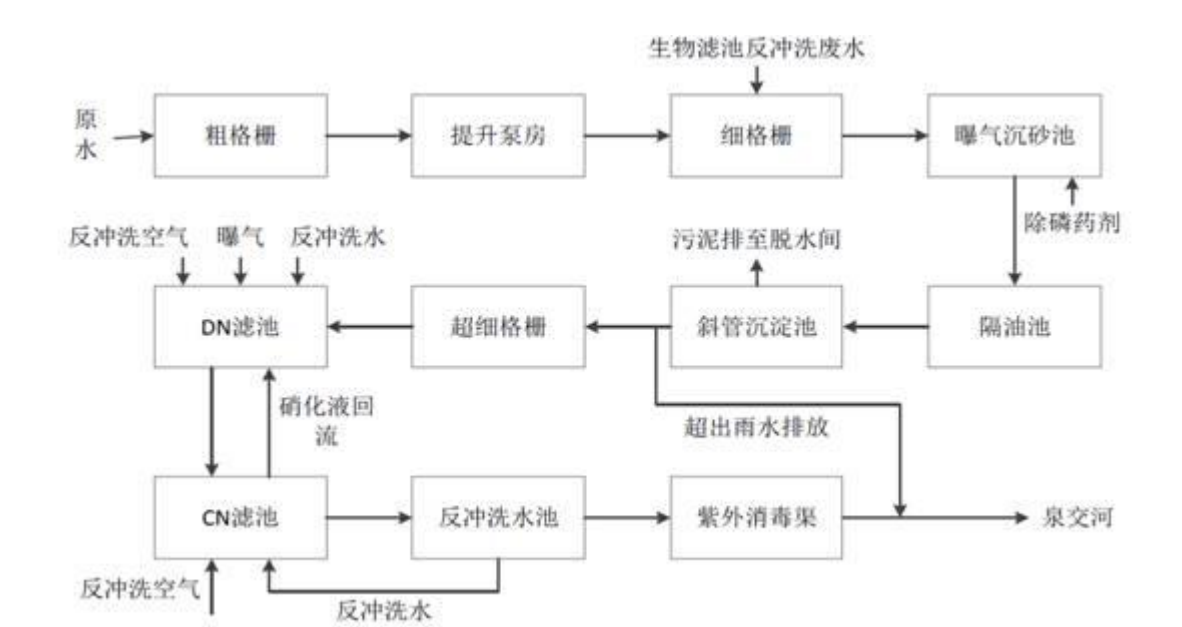 生物滤池反冲洗废水
原
水
粗格栅
提升泵房
细格栅
曝气沉砂池
除磷药剂
反冲洗空气
曝气
反冲洗水
污泥排至脱水间
DN滤池
超细格栅
斜管沉淀池
隔油池
硝化液回
流
超出雨水排放
CN滤池
反冲洗水池
紫外消毒渠
泉交河
反冲洗空气
反冲洗水